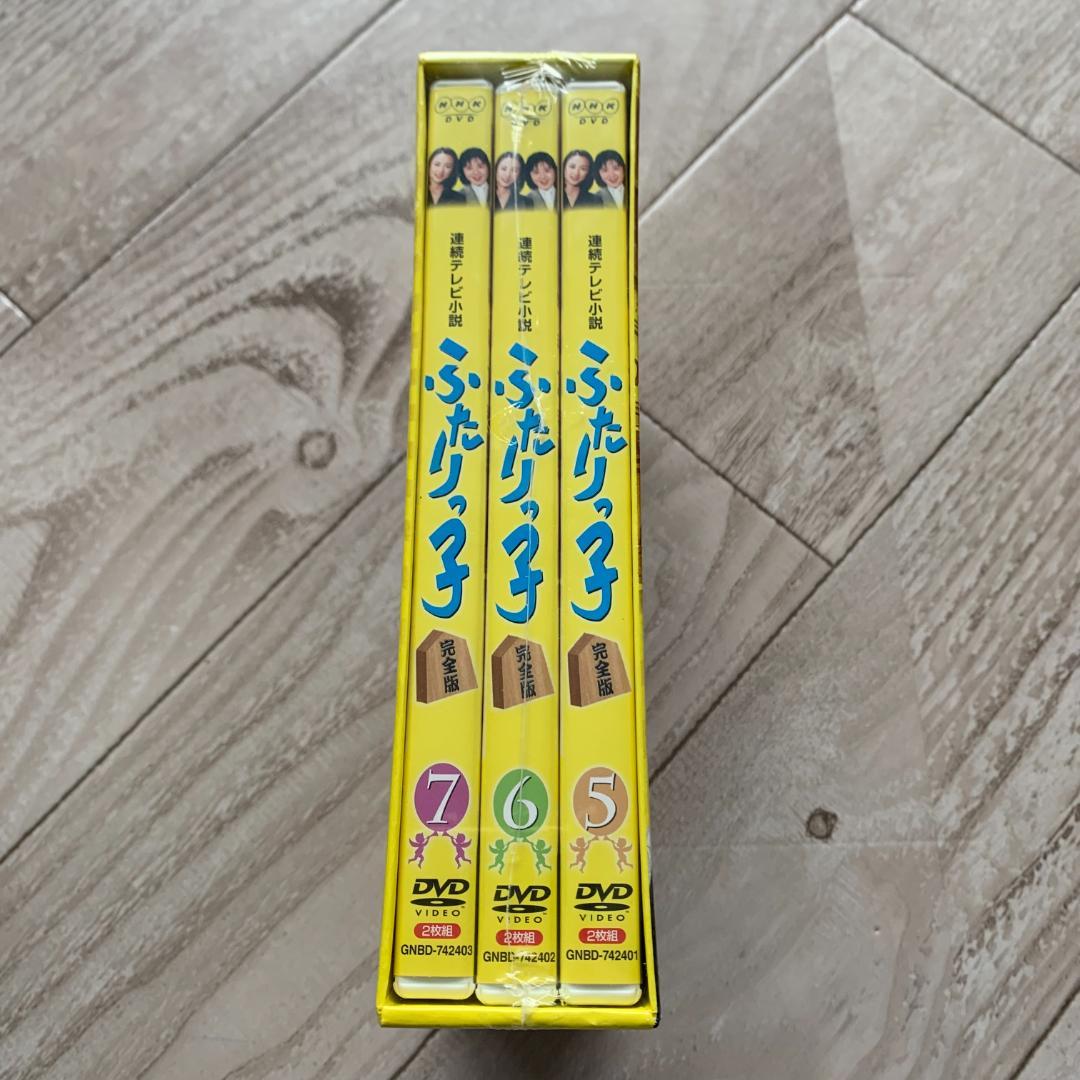 NHK
DVD
連続テレビ小説
ふたりっ子
完全版
7
DVD
VIDEO
2枚組
GNBD-742403
NHK
DVD
連続テレビ小説
ふたりっ子
完全版
6
DVD
VIDEO
2枚組
GNBD-742402
NHK
DVD
連続テレビ小説
ふたりっ子
完全版
5
DVD
VIDEO
2枚組
GNBD-742401